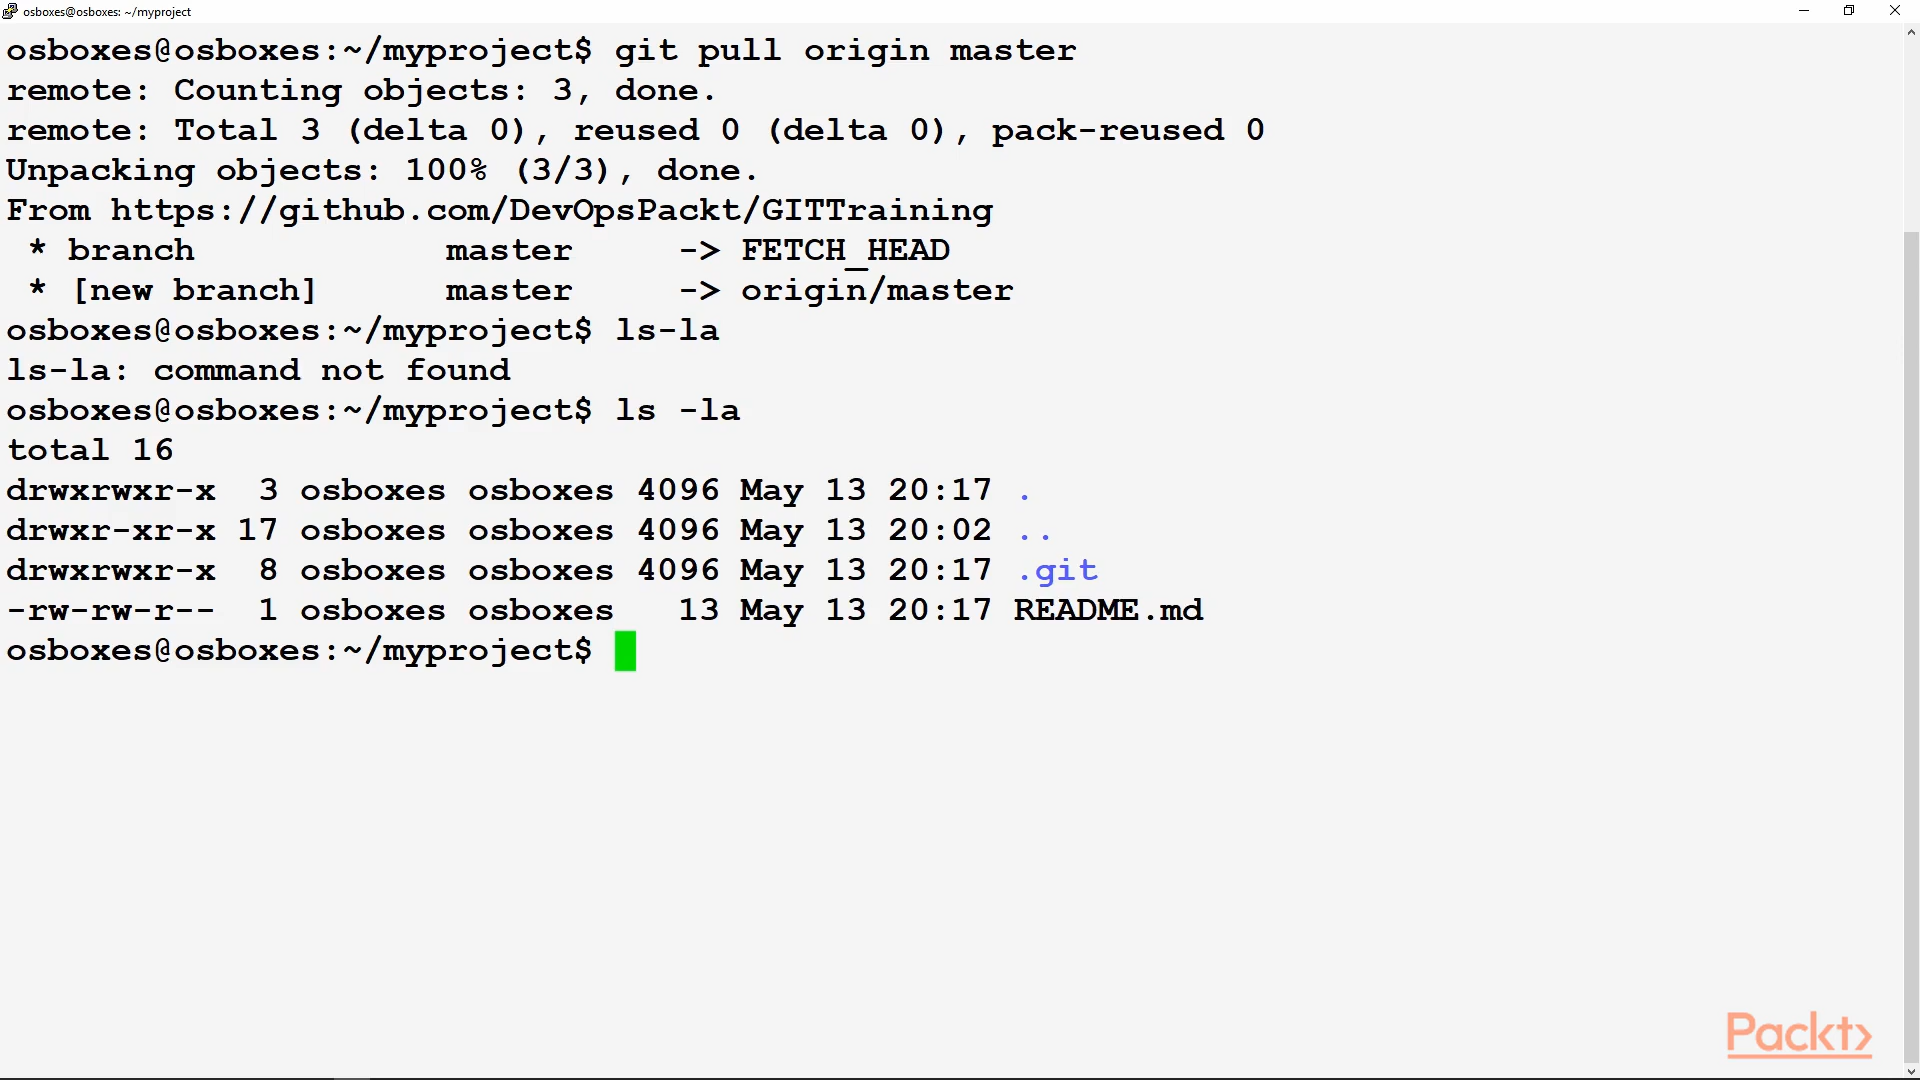 osboxes@osboxes: ~/myproject
osboxes@osboxes:~/myproject$ git pull origin master
remote: Counting objects: 3, done.
remote: Total 3 (delta 0), reused 0 (delta 0), pack-reused 0
Unpacking objects: 100% (3/3), done.
From https://github.com/DevOpsPackt/GITTraining
 * branch            master     -> FETCH_HEAD
 * [new branch]      master     -> origin/master
osboxes@osboxes:~/myproject$ ls-la
ls-la: command not found
osboxes@osboxes:~/myproject$ ls -la
total 16
drwxrwxr-x  3 osboxes osboxes 4096 May 13 20:17 .
drwxr-xr-x 17 osboxes osboxes 4096 May 13 20:02 ..
drwxrwxr-x  8 osboxes osboxes 4096 May 13 20:17 .git
-rw-rw-r--  1 osboxes osboxes   13 May 13 20:17 README.md
osboxes@osboxes:~/myproject$
Packt>